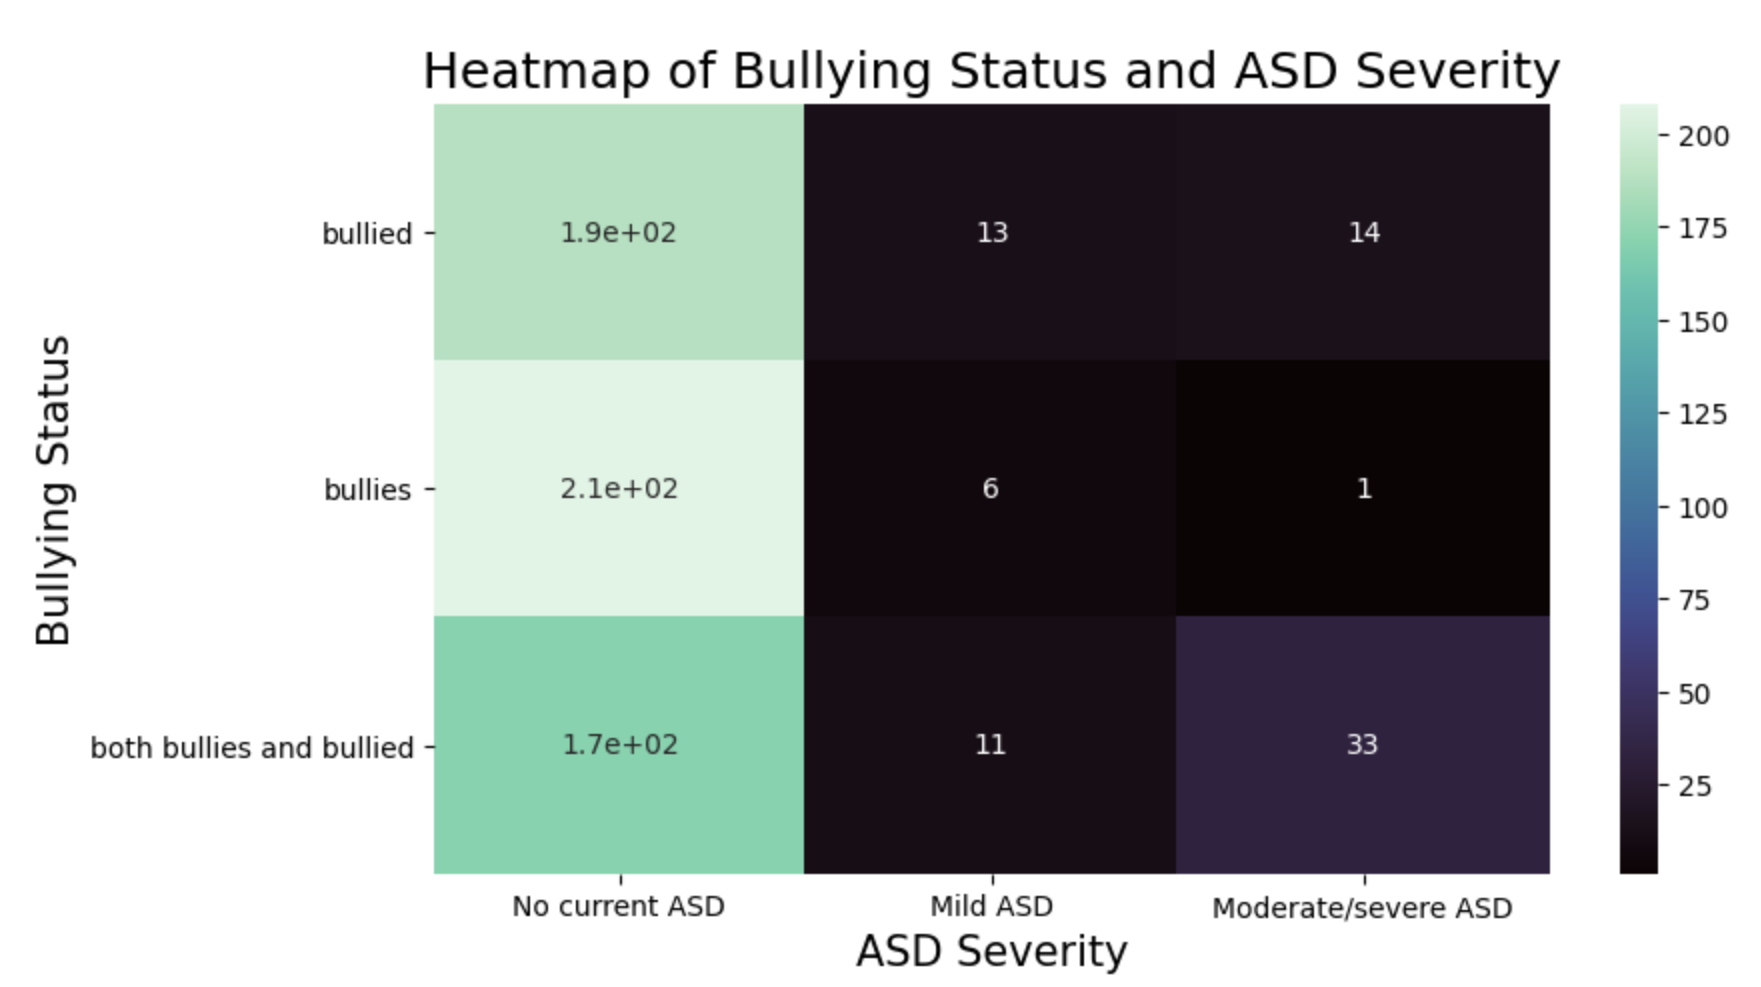 Heatmap of Bullying Status and ASD Severity
Bullying Status
bullied
1.9e+02
13
14
bullies
2.1e+02
6
1
both bullies and bullied
1.7e+02
11
33
No current ASD
Mild ASD
Moderate/severe ASD
ASD Severity
200
175
150
125
100
75
50
25